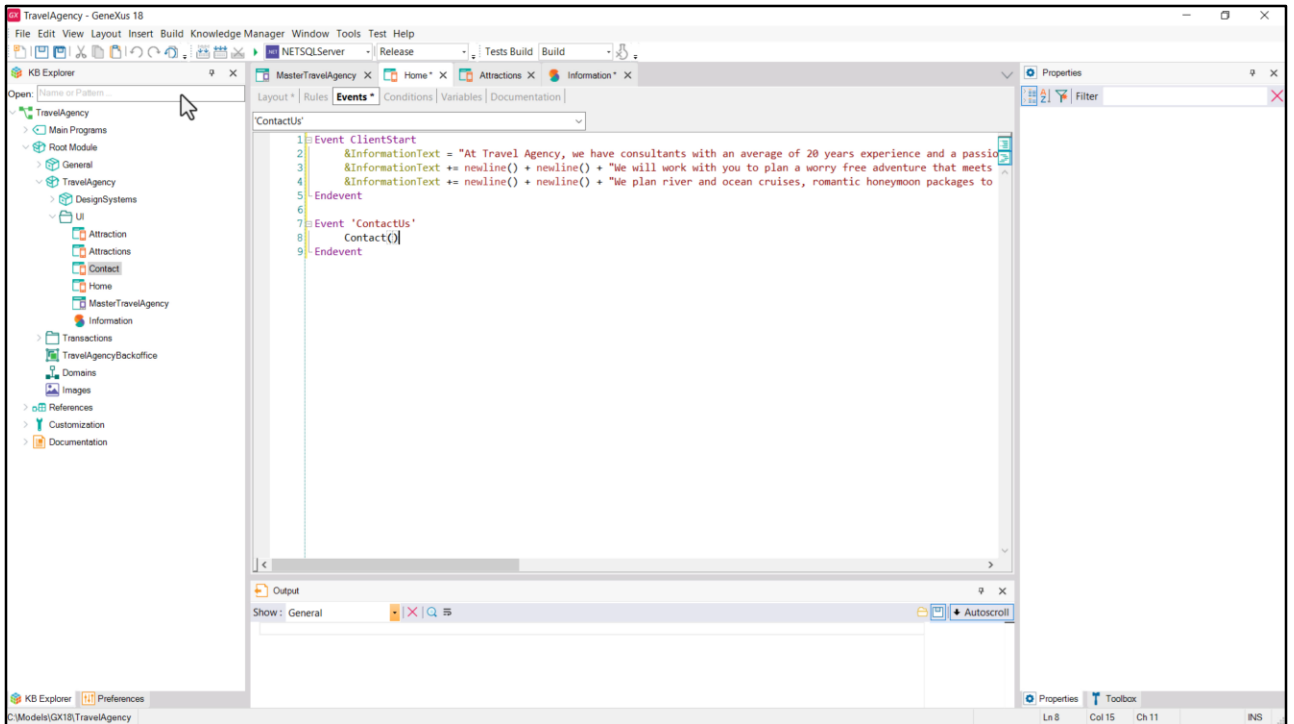 GX TravelAgency - GeneXus 18
File Edit View Layout Insert Build Knowledge Manager Window Tools Test Help
NET NETSQLServer Release Tests Build Build
KB Explorer
Open: Name or Pattern ...
TravelAgency
Main Programs
Root Module
General
TravelAgency
DesignSystems
UI
Attraction
Attractions
Contact
Home
MasterTravelAgency
Information
Transactions
TravelAgencyBackoffice
Domains
Images
References
Customization
Documentation
KB Explorer Preferences
MasterTravelAgency X Home * X Attractions X Information * X
Layout * Rules Events * Conditions Variables Documentation
'ContactUs'
1 Event ClientStart
2 &InformationText = "At Travel Agency, we have consultants with an average of 20 years experience and a passio
3 &InformationText += newline() + newline() + "We will work with you to plan a worry free adventure that meets
4 &InformationText += newline() + newline() + "We plan river and ocean cruises, romantic honeymoon packages to
5 Endevent
6
7 Event 'ContactUs'
8 Contact()
9 Endevent
Output
Show: General
Autoscroll
Properties
Filter
Properties Toolbox
C:\Models\GX18\TravelAgency
Ln 8 Col 15 Ch 11 INS